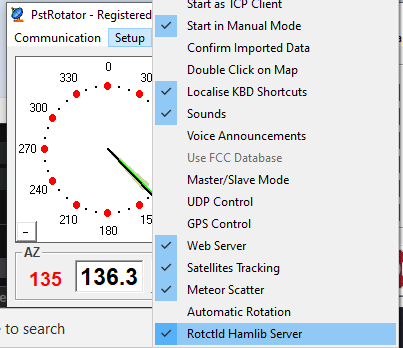 PstRotator - Registered
Communication Setup
Start as TCP Client
Start in Manual Mode
Confirm Imported Data
Double Click on Map
Localise KBD Shortcuts
Sounds
Voice Announcements
Use FCC Database
Master/Slave Mode
UDP Control
GPS Control
Web Server
Satellites Tracking
Meteor Scatter
Automatic Rotation
Rotctld Hamlib Server
0
330
30
300
270
240
210
180
-
AZ
135 136.3
e to search